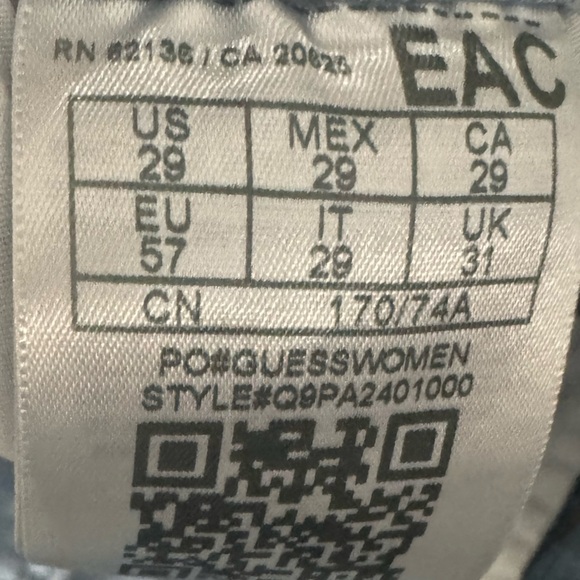 RN 62136 / CA 20625
EAC
US MEX CA
29 29 29
EU IT UK
57 29 31
CN 170/74A
PO#GUESSWOMEN
STYLE#Q9PA2401000